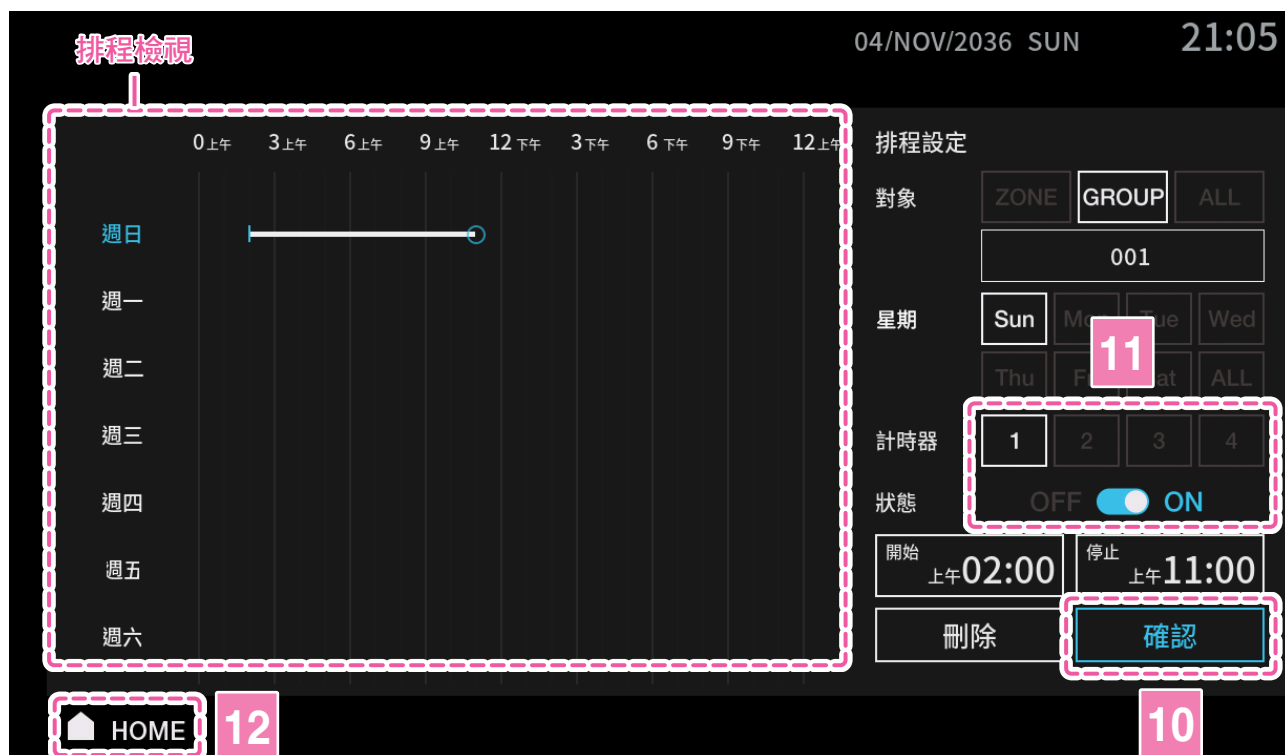 排程檢視
04/NOV/2036 SUN 21:05
0上午 3上午 6上午 9上午 12下午 3下午 6下午 9下午 12上午
週日
週一
週二
週三
週四
週五
週六
排程設定
對象 ZONE GROUP ALL
001
星期 Sun Mon Tue Wed
Thu Fri Sat ALL
11
計時器 1 2 3 4
狀態 OFF ON
開始 上午02:00 停止 上午11:00
刪除 確認
HOME 12 10